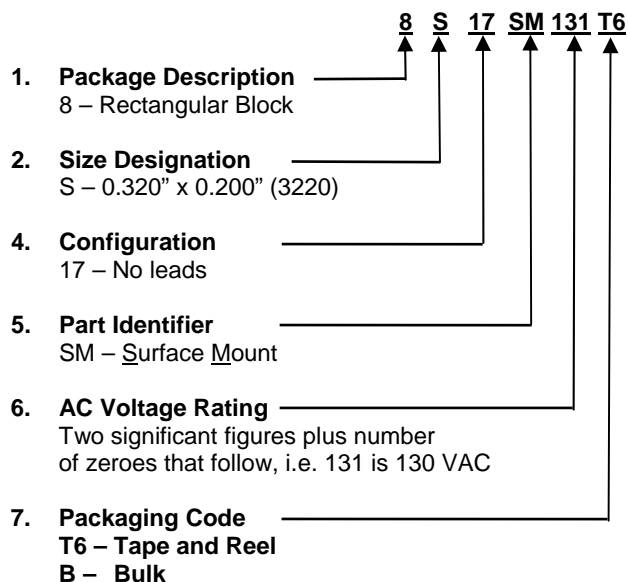 8 S 17 SM 131 T6
1. Package Description
8 – Rectangular Block
2. Size Designation
S – 0.320” x 0.200” (3220)
4. Configuration
17 – No leads
5. Part Identifier
SM – Surface Mount
6. AC Voltage Rating
Two significant figures plus number
of zeroes that follow, i.e. 131 is 130 VAC
7. Packaging Code
T6 – Tape and Reel
B – Bulk